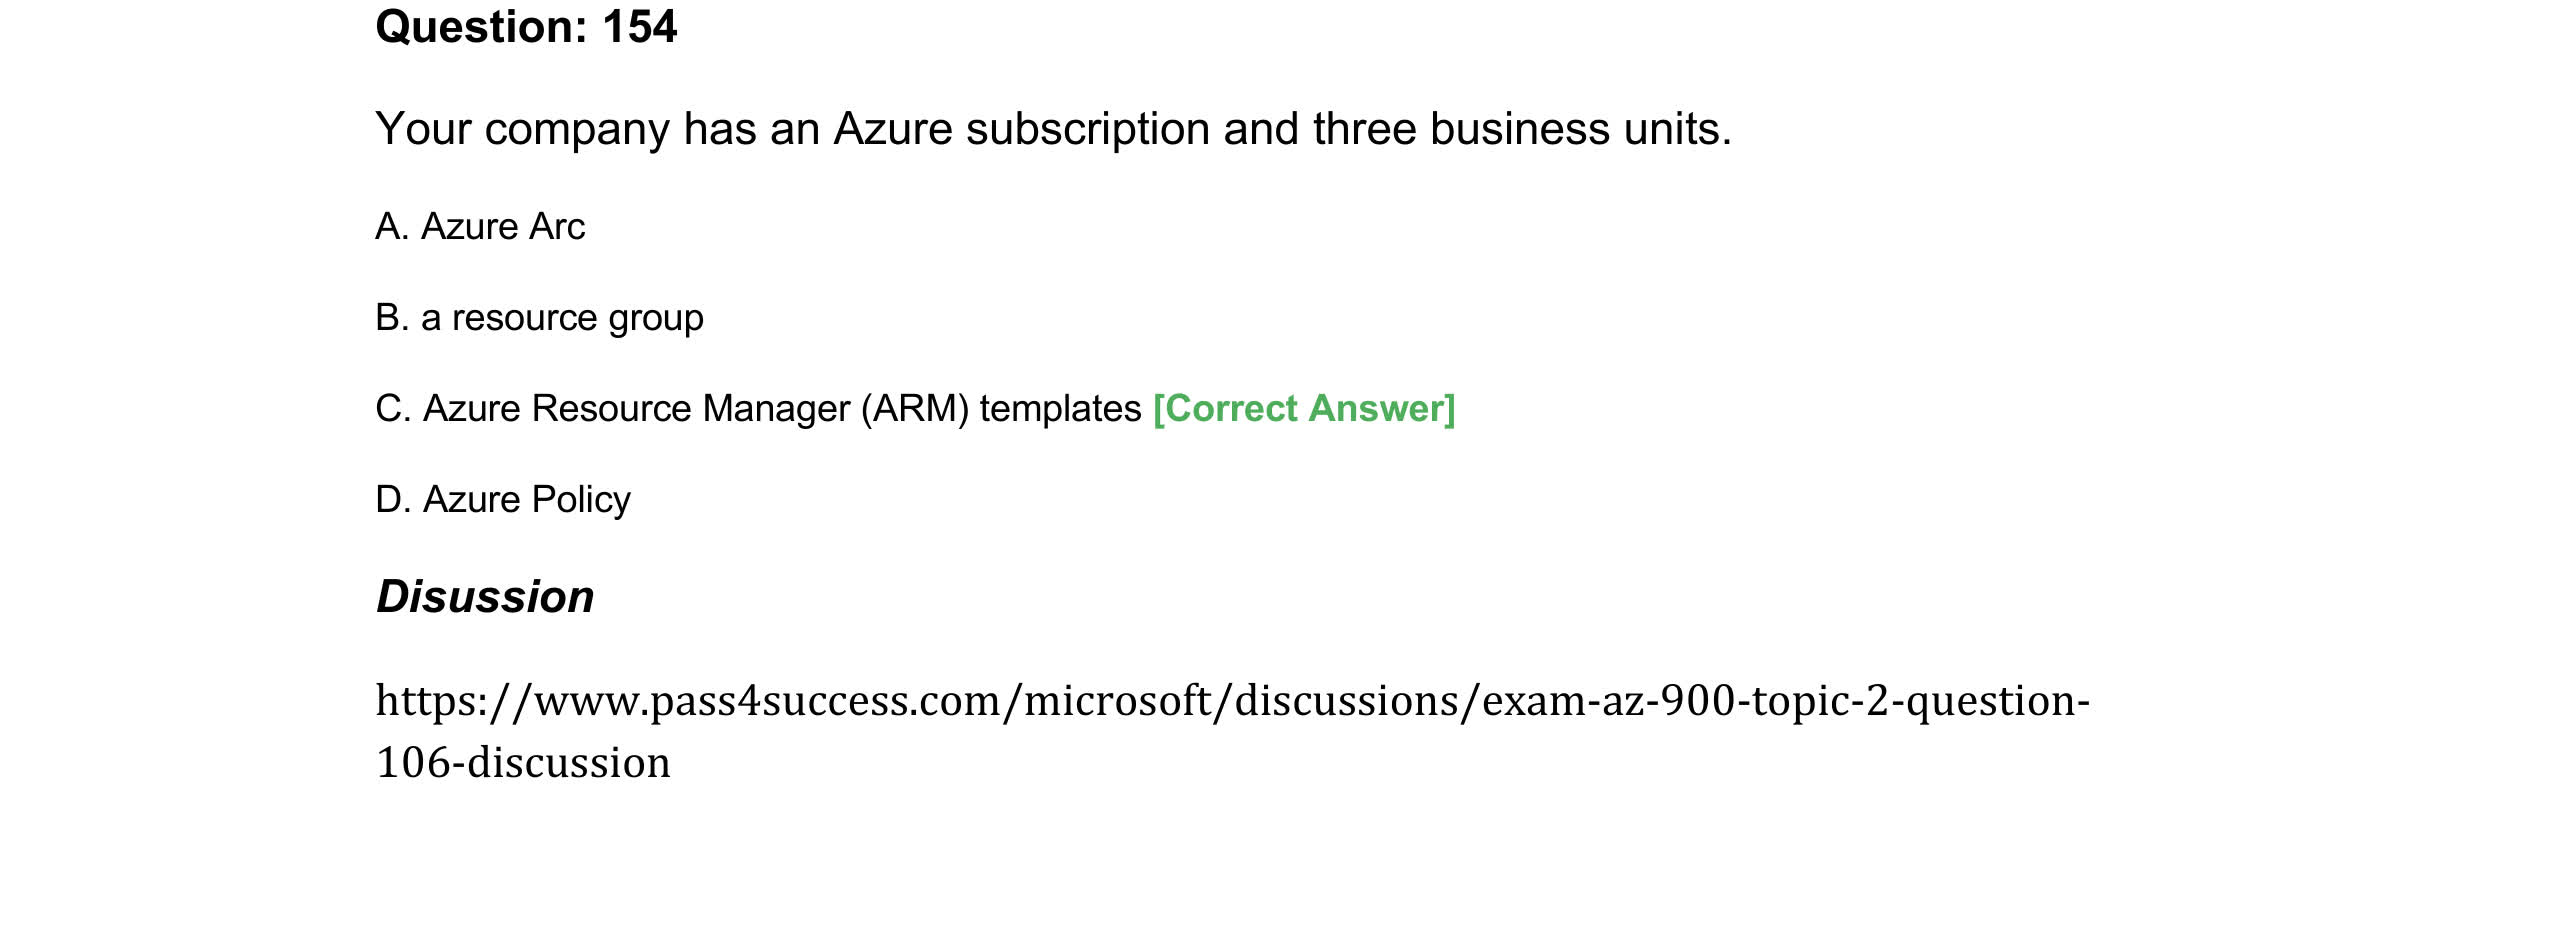 Question: 154
Your company has an Azure subscription and three business units.
A. Azure Arc
B. a resource group
C. Azure Resource Manager (ARM) templates [Correct Answer]
D. Azure Policy
Disussion
https://www.pass4success.com/microsoft/discussions/exam-az-900-topic-2-question-
106-discussion